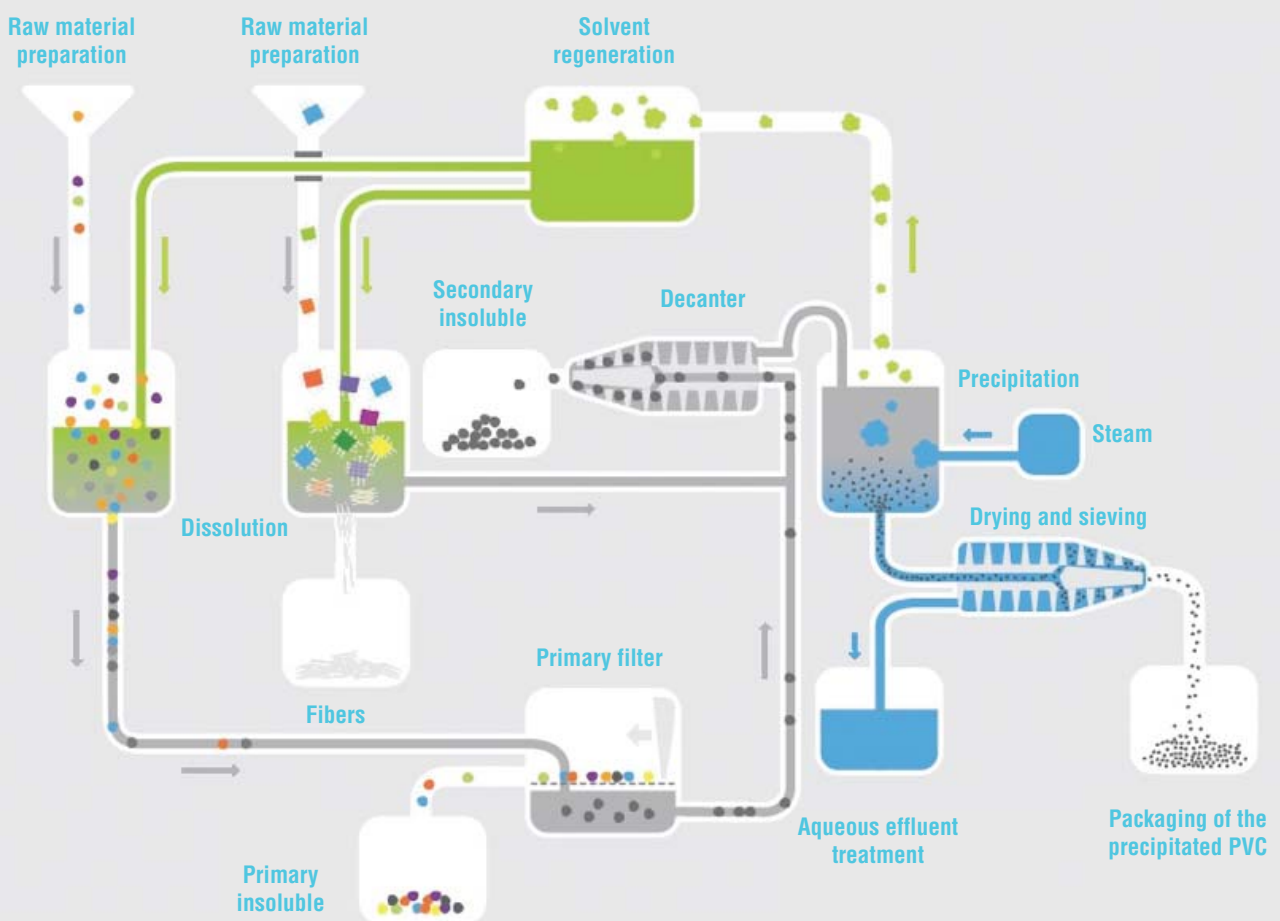 Raw material
preparation
Raw material
preparation
Solvent
regeneration
Secondary
insoluble
Decanter
Precipitation
Steam
Dissolution
Drying and sieving
Primary filter
Fibers
Aqueous effluent
treatment
Packaging of the
precipitated PVC
Primary
insoluble